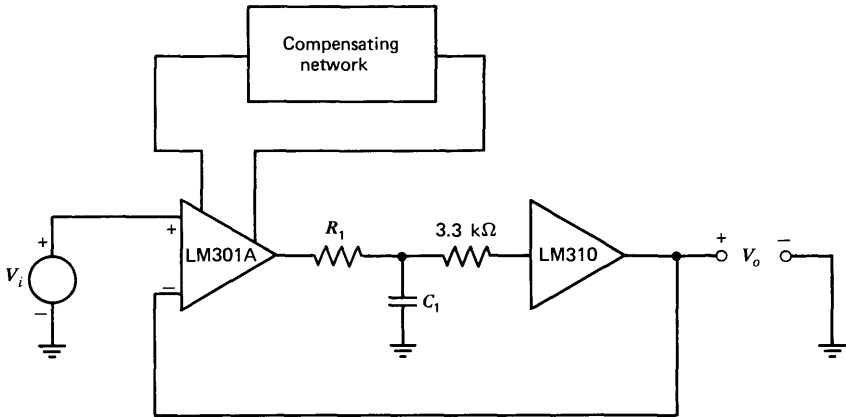 Compensating
network
LM301A
+
−
R₁
C₁
3.3 kΩ
LM310
+
Vᵢ
−
+
Vₒ
−